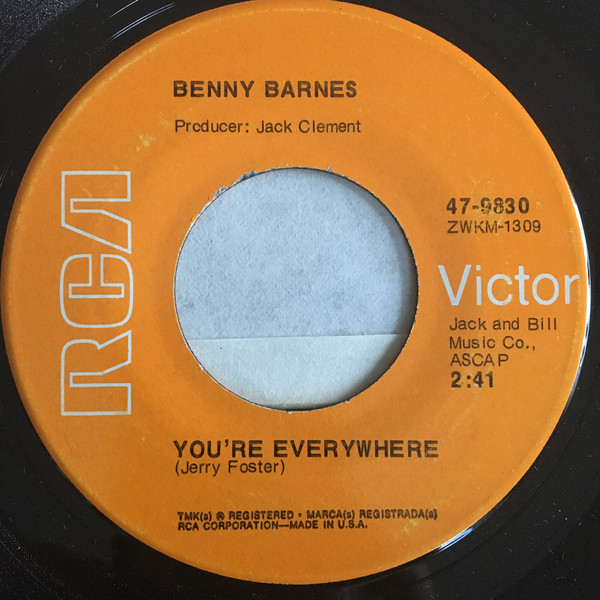 BENNY BARNES
Producer: Jack Clement
RCA
47-9830
ZWKM-1309
Victor
Jack and Bill
Music Co.,
ASCAP
2:41
YOU'RE EVERYWHERE
(Jerry Foster)
TMK(s) ® REGISTERED • MARCA(s) REGISTRADA(s)
RCA CORPORATION—MADE IN U.S.A.